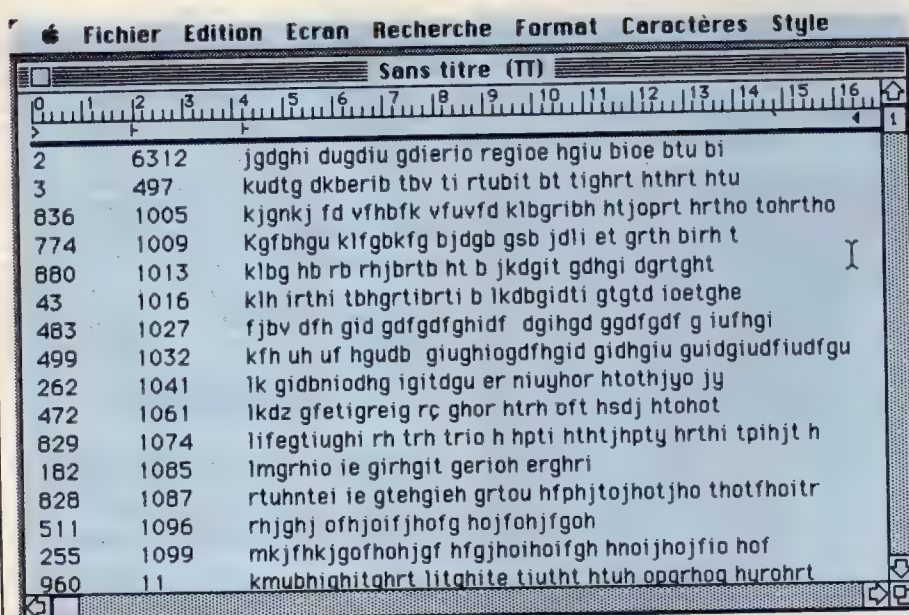 Fichier Edition Ecran Recherche Format Caractères Style
Sans titre (TT)
0 1 2 3 4 5 6 7 8 9 10 11 12 13 14 15 16
1
2 6312 jgdghi dugdiu gdierio regioe hgiu bioe btu bi
3 497 kudtg dkberib tbv ti rtubit bt tighrt hthrt htu
836 1005 kjgnkj fd vfhbfk vfuvfd klbgribh htjoprt hrtho tohrtho
774 1009 Kgfbhgu klfgbkfg bjdgb gsb jdli et grth birh t
880 1013 klbg hb rb rhjbrtb ht b jkdgit gdhgi dgrtght
43 1016 klh irthi tbhgrtibrti b lkdbgidti gtgtd ioetghe
483 1027 fjbv dfh gid gdfgdfghidf dgihgd ggdfgdf g iufhgi
499 1032 kfh uh uf hgudb giughiogdfhgid gidhgiu guidgiudfiudfgu
262 1041 lk gidbniodhg igitdgu er niuyhor htothjyo jy
472 1061 lkdz gfetigreig rç ghor htrh oft hsdj htohot
829 1074 lifegtiughi rh trh trio h hpti hthtjhpty hrthi tpihjt h
182 1085 lmgrhio ie girhgit gerioh erghri
828 1087 rtuhntei ie gtehgieh grtou hfphjtojhotjho thotfhoitr
511 1096 rhjghj ofhjoifjhofg hojfohjfgoh
255 1099 mkjfhkjgofhohjgf hfgjhoihoifgh hnoijhojfio hof
960 11 kmubhighitghrt litghite tiutht htuh opgrhog hyrohrt